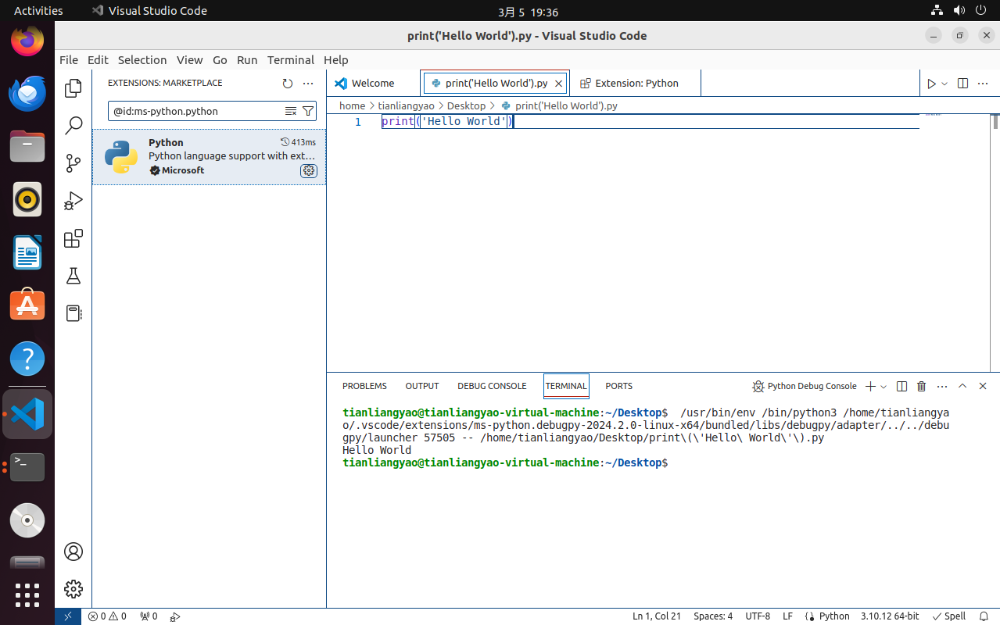 Activities
Visual Studio Code
3月 5 19:36
print('Hello World').py - Visual Studio Code
File Edit Selection View Go Run Terminal Help
EXTENSIONS: MARKETPLACE
@id:ms-python.python
Python
413ms
Python language support with ext…
Microsoft
Welcome
print('Hello World').py
Extension: Python
home > tianliangyao > Desktop > print('Hello World').py
1 print('Hello World')
PROBLEMS OUTPUT DEBUG CONSOLE TERMINAL PORTS
Python Debug Console
tianliangyao@tianliangyao-virtual-machine:~/Desktop$  /usr/bin/env /bin/python3 /home/tianliangya
o/.vscode/extensions/ms-python.debugpy-2024.2.0-linux-x64/bundled/libs/debugpy/adapter/../../debu
gpy/launcher 57505 -- /home/tianliangyao/Desktop/print\(\'Hello\ World\'\).py
Hello World
tianliangyao@tianliangyao-virtual-machine:~/Desktop$
0 0 0
Ln 1, Col 21 Spaces: 4 UTF-8 LF Python 3.10.12 64-bit Spell